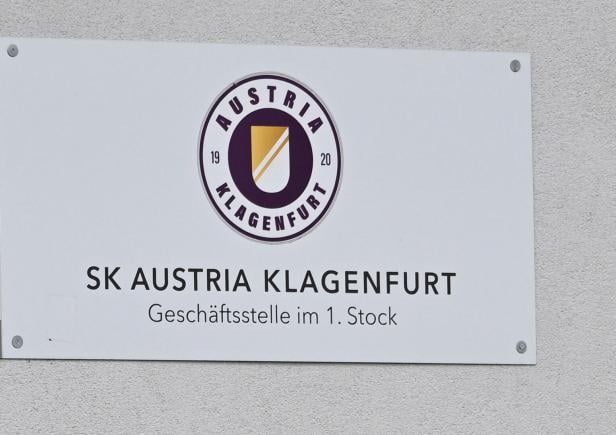 AUSTRIA
19 20
KLAGENFURT
SK AUSTRIA KLAGENFURT
Geschäftsstelle im 1. Stock